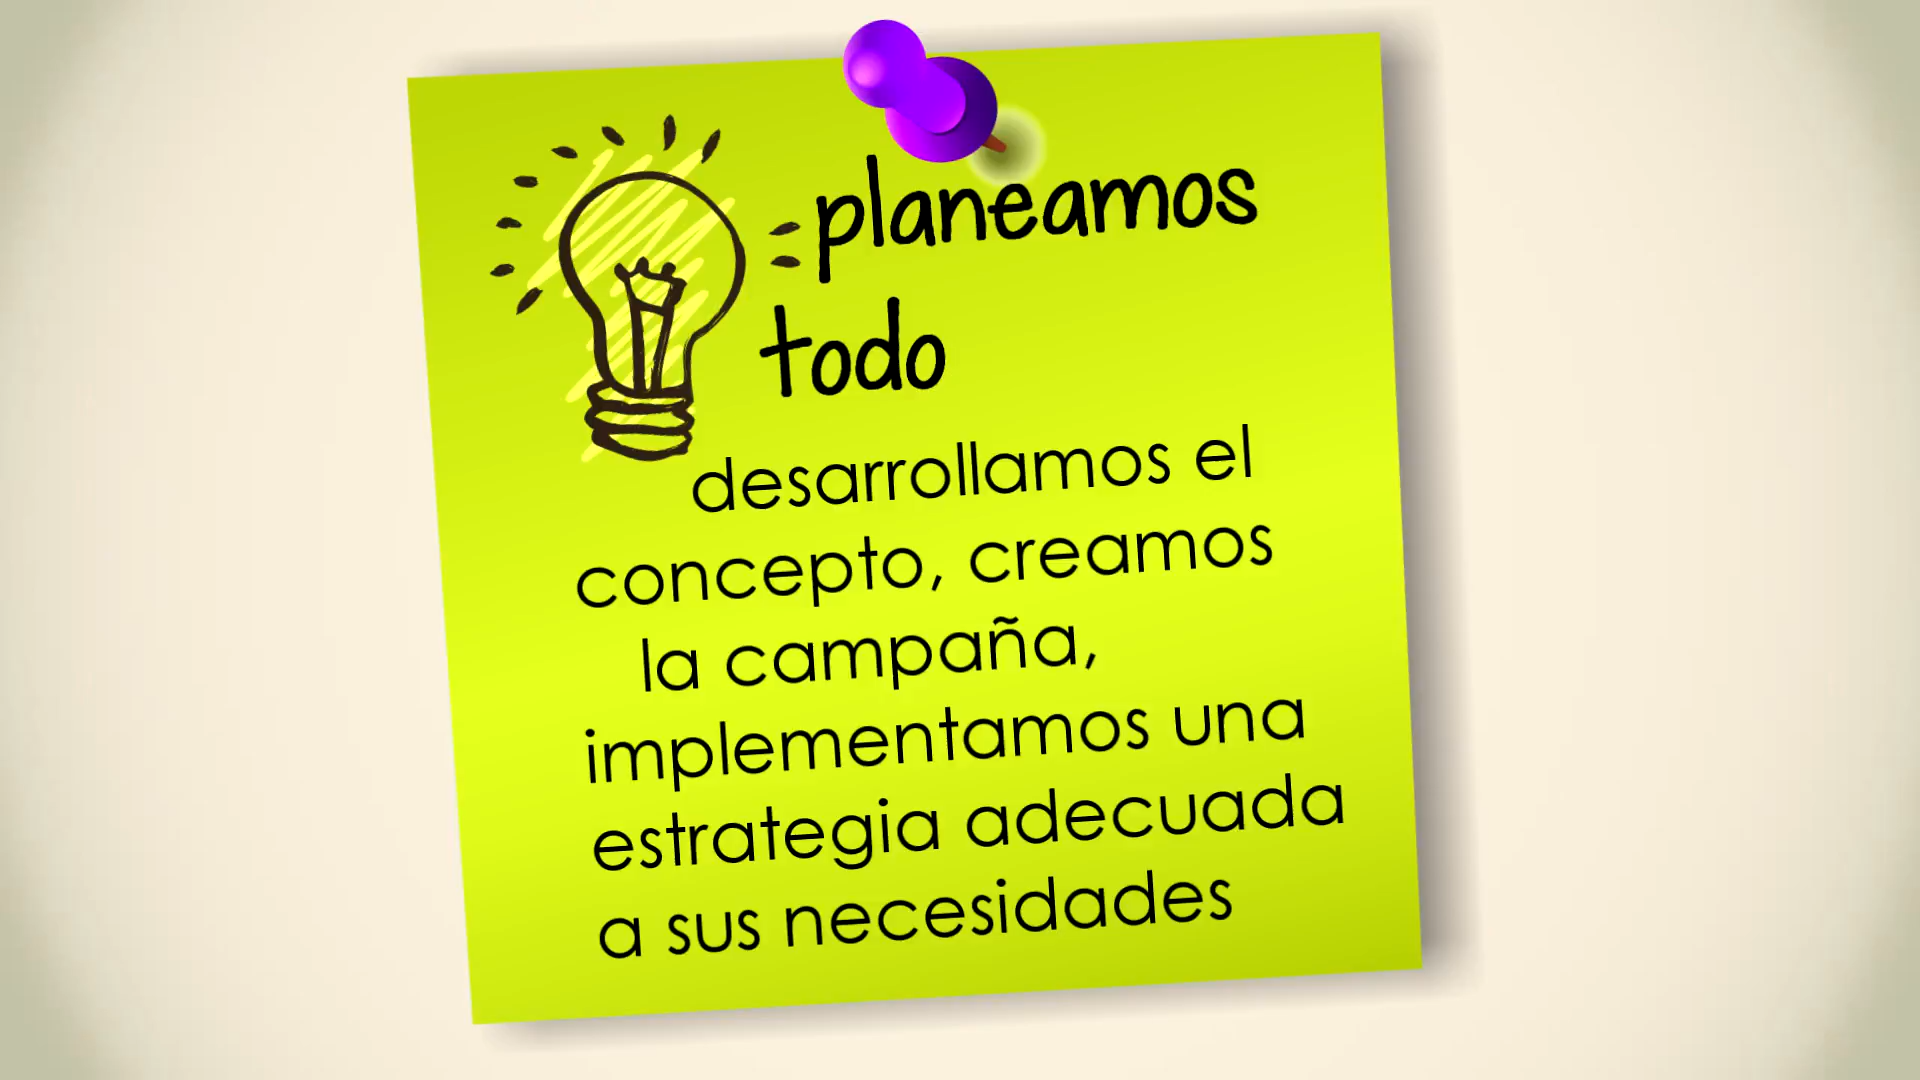 planeamos
todo
desarrollamos el
concepto, creamos
la campaña,
implementamos una
estrategia adecuada
a sus necesidades